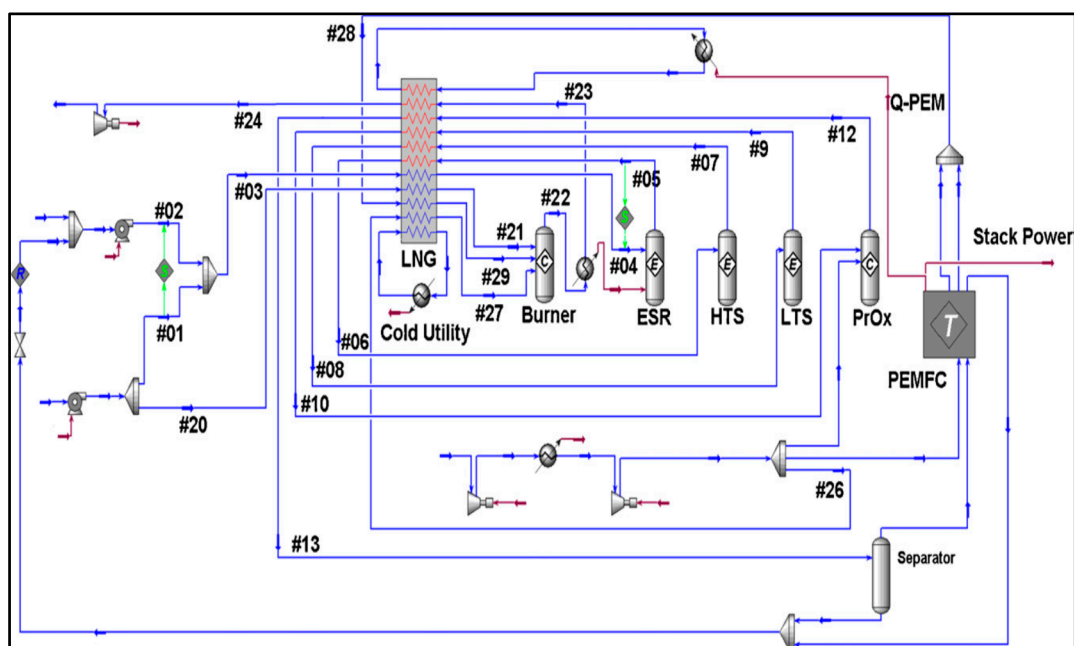 #28
Q-PEM
#23
#24
#12
#9
#07
#05
#03
#22
#02
#21
Stack Power
LNG
#29
#04
#01
#27
Burner
ESR
HTS
LTS
PrOx
Cold Utility
#06
T
PEMFC
#08
#20
#10
#26
#13
Separator
R
S
S
C
E
E
E
C